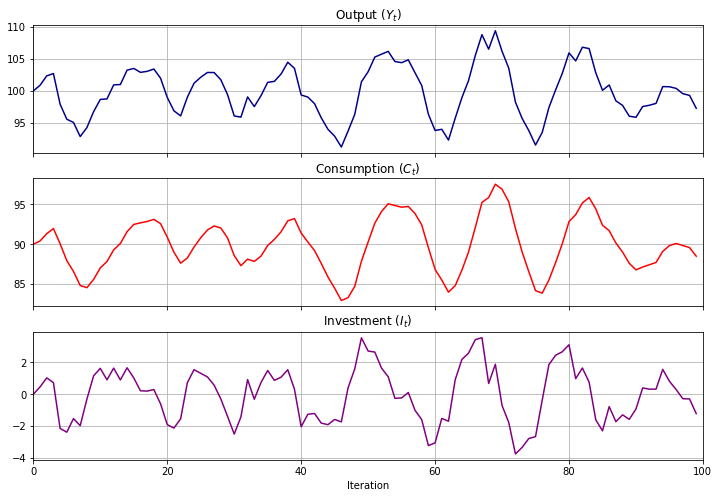 Output (Y_t)
110
105
100
95
Consumption (C_t)
95
90
85
Investment (I_t)
2
0
−2
−4
0 20 40 60 80 100
Iteration